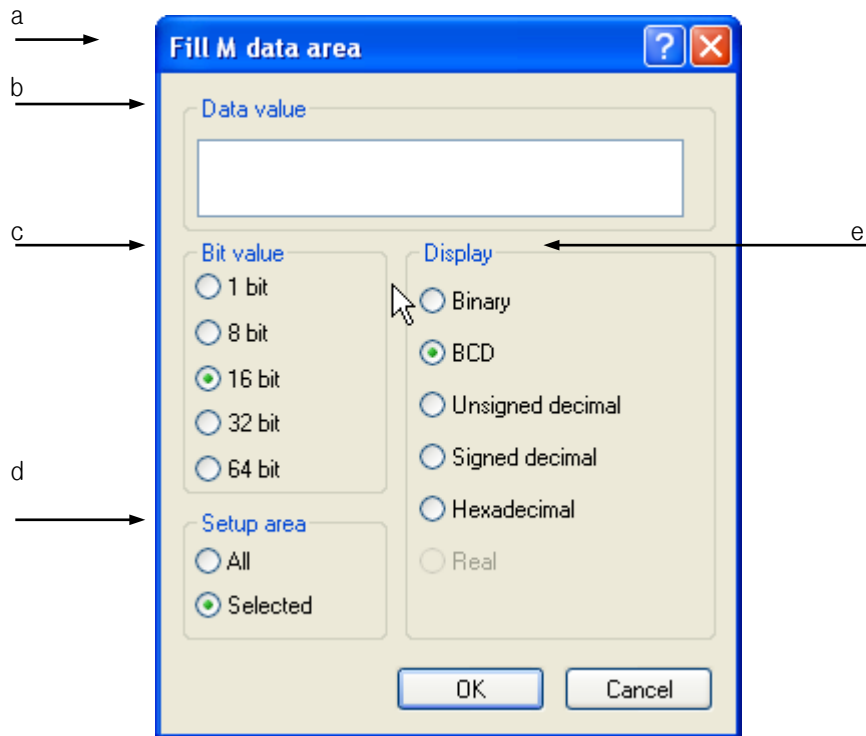 a
Fill M data area
b
Data value
c
e
Bit value
Display
1 bit
8 bit
16 bit
32 bit
64 bit
Binary
BCD
Unsigned decimal
Signed decimal
Hexadecimal
Real
d
Setup area
All
Selected
OK
Cancel